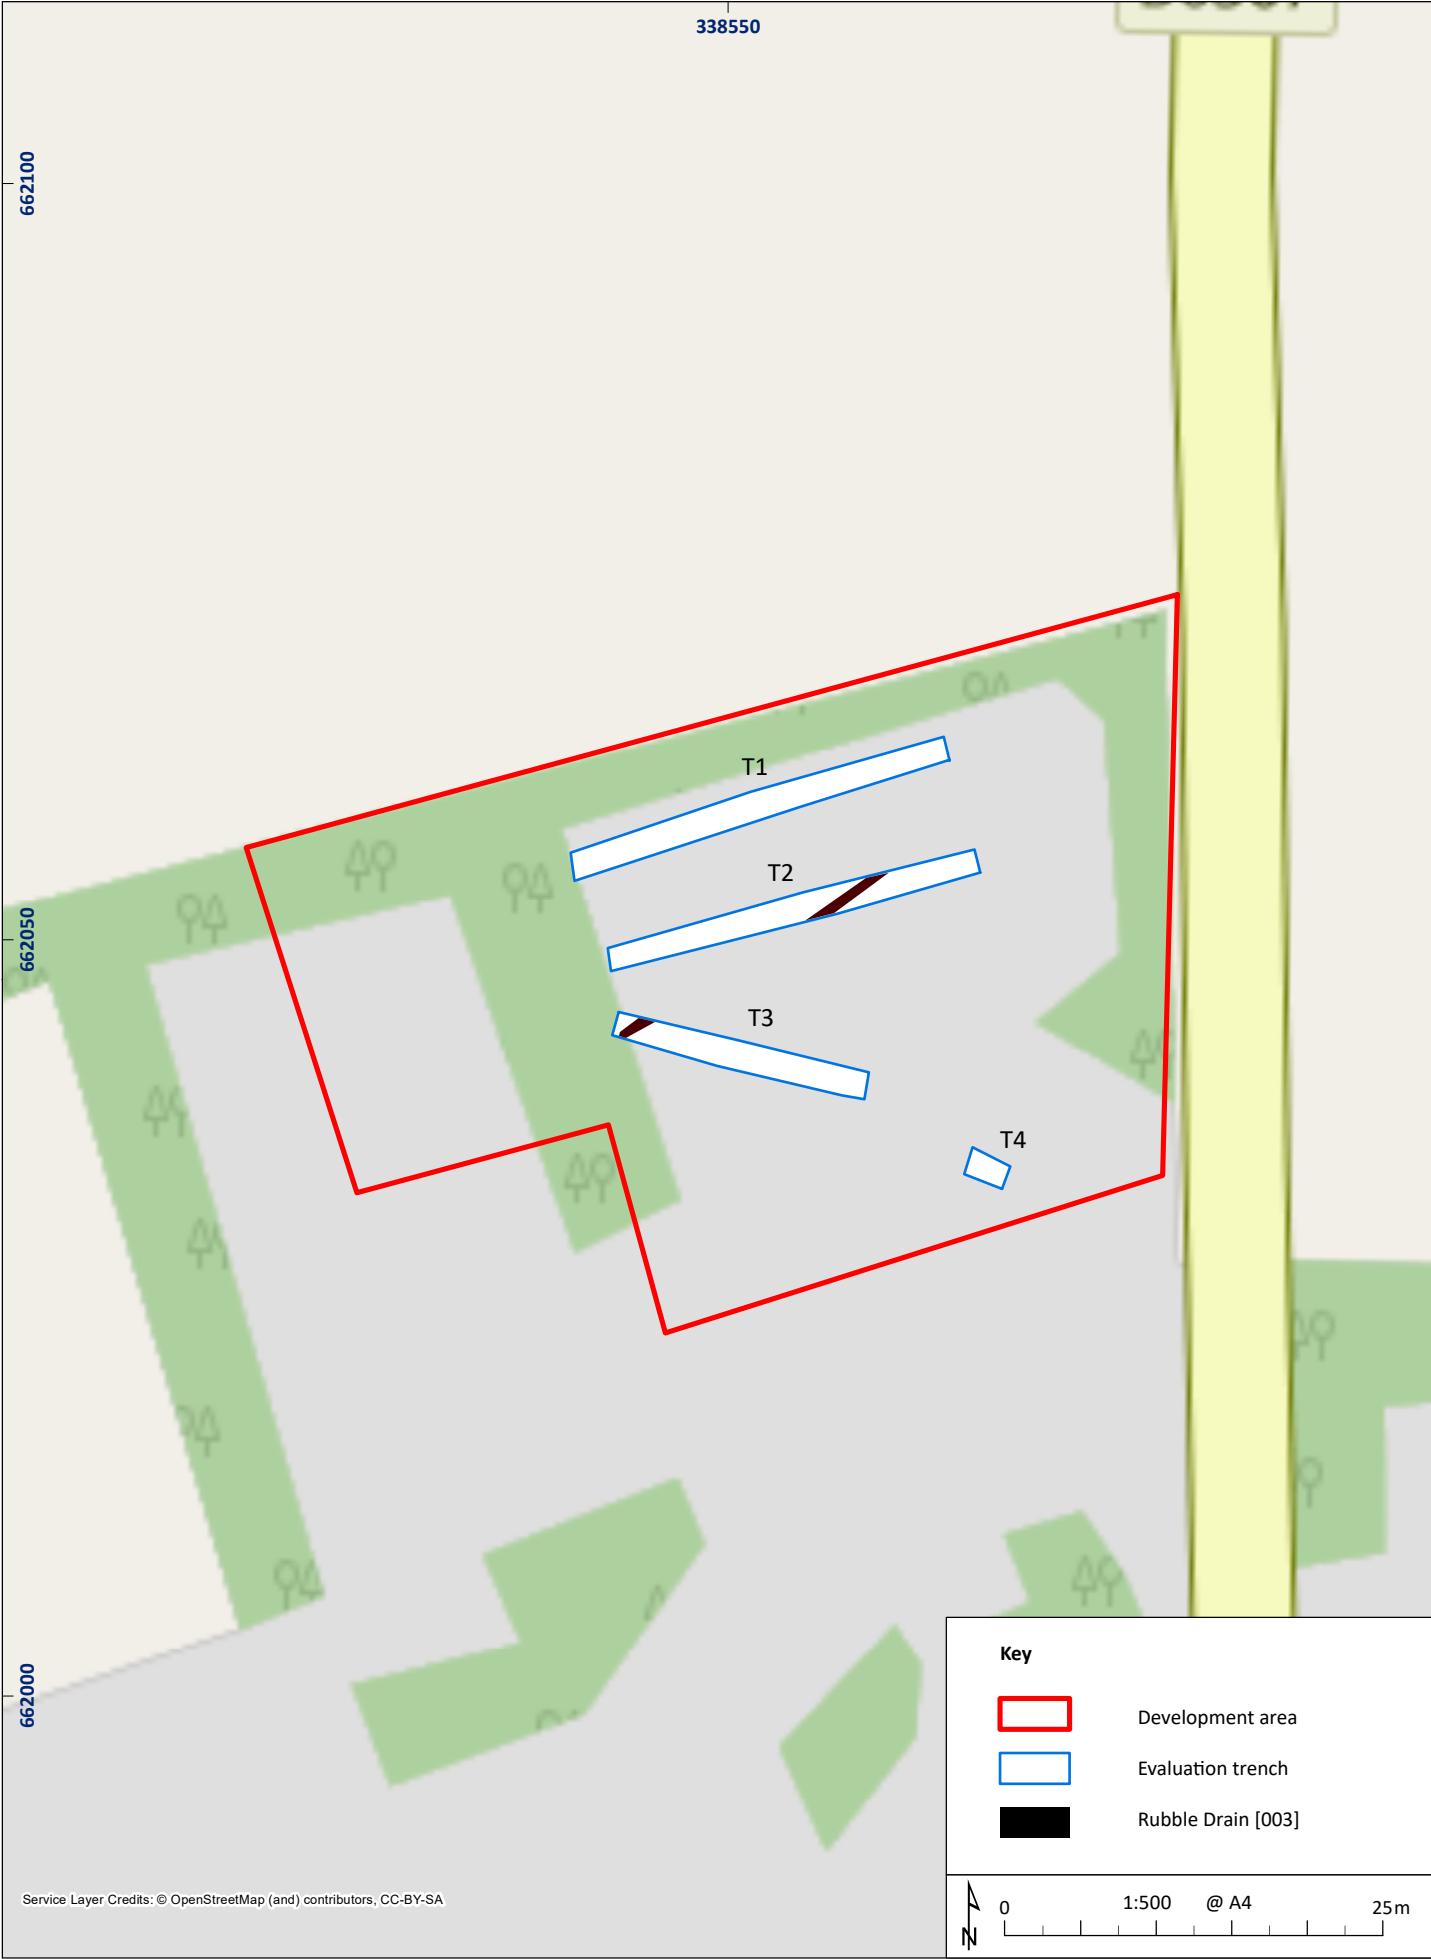 338550
662100
T1
T2
662050
T3
T4
662000
Key
Development area
Evaluation trench
Rubble Drain [003]
Service Layer Credits: © OpenStreetMap (and) contributors, CC-BY-SA
0 1:500 @ A4 25m
N